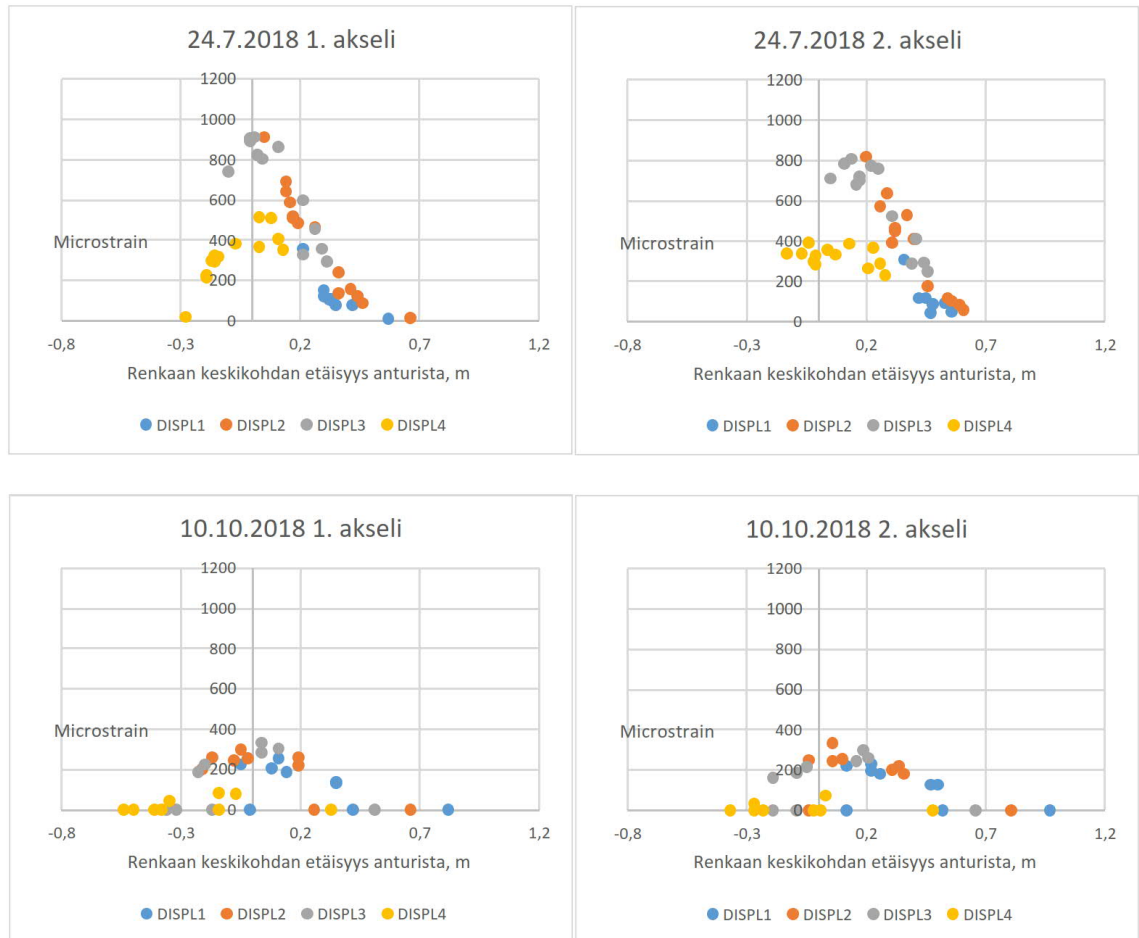 24.7.2018 1. akseli
1200
1000
800
600
400
Microstrain
200
0
-0,8 -0,3 0,2 0,7 1,2
Renkaan keskikohdan etäisyys anturista, m
DISPL1 DISPL2 DISPL3 DISPL4
24.7.2018 2. akseli
1200
1000
800
600
400
Microstrain
200
0
-0,8 -0,3 0,2 0,7 1,2
Renkaan keskikohdan etäisyys anturista, m
DISPL1 DISPL2 DISPL3 DISPL4
10.10.2018 1. akseli
1200
1000
800
600
400
Microstrain
200
0
-0,8 -0,3 0,2 0,7 1,2
Renkaan keskikohdan etäisyys anturista, m
DISPL1 DISPL2 DISPL3 DISPL4
10.10.2018 2. akseli
1200
1000
800
600
400
Microstrain
200
0
-0,8 -0,3 0,2 0,7 1,2
Renkaan keskikohdan etäisyys anturista, m
DISPL1 DISPL2 DISPL3 DISPL4